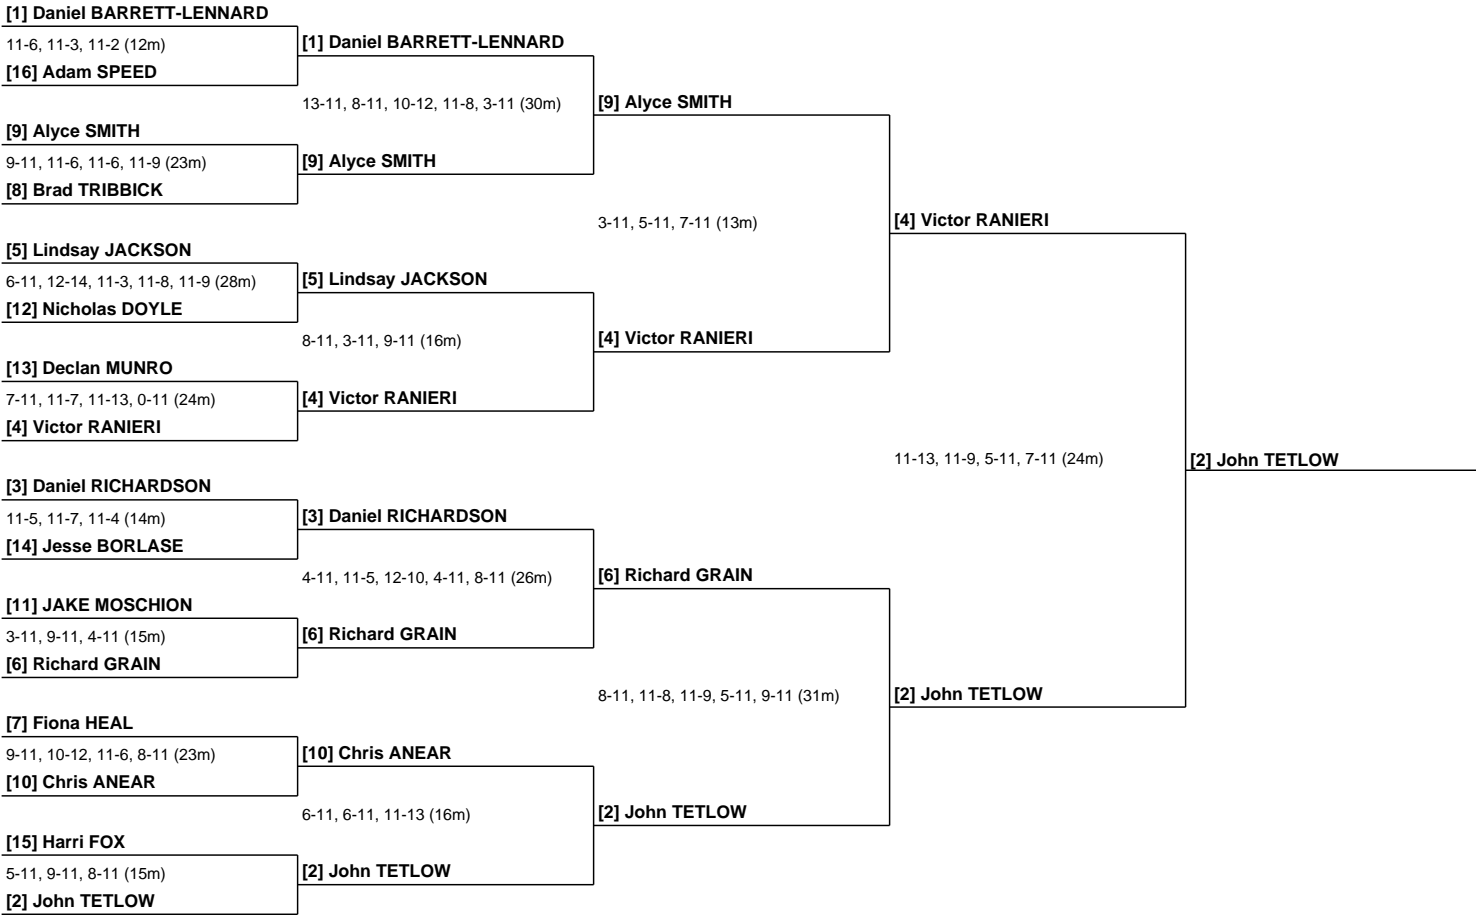 [1] Daniel BARRETT-LENNARD
11-6, 11-3, 11-2 (12m)
[16] Adam SPEED
[9] Alyce SMITH
9-11, 11-6, 11-6, 11-9 (23m)
[8] Brad TRIBBICK
[5] Lindsay JACKSON
6-11, 12-14, 11-3, 11-8, 11-9 (28m)
[12] Nicholas DOYLE
[13] Declan MUNRO
7-11, 11-7, 11-13, 0-11 (24m)
[4] Victor RANIERI
[3] Daniel RICHARDSON
11-5, 11-7, 11-4 (14m)
[14] Jesse BORLASE
[11] JAKE MOSCHION
3-11, 9-11, 4-11 (15m)
[6] Richard GRAIN
[7] Fiona HEAL
9-11, 10-12, 11-6, 8-11 (23m)
[10] Chris ANEAR
[15] Harri FOX
5-11, 9-11, 8-11 (15m)
[2] John TETLOW
[1] Daniel BARRETT-LENNARD
13-11, 8-11, 10-12, 11-8, 3-11 (30m)
[9] Alyce SMITH
[5] Lindsay JACKSON
8-11, 3-11, 9-11 (16m)
[4] Victor RANIERI
[3] Daniel RICHARDSON
4-11, 11-5, 12-10, 4-11, 8-11 (26m)
[6] Richard GRAIN
[10] Chris ANEAR
6-11, 6-11, 11-13 (16m)
[2] John TETLOW
[9] Alyce SMITH
3-11, 5-11, 7-11 (13m)
[4] Victor RANIERI
[6] Richard GRAIN
8-11, 11-8, 11-9, 5-11, 9-11 (31m)
[2] John TETLOW
[4] Victor RANIERI
11-13, 11-9, 5-11, 7-11 (24m)
[2] John TETLOW
[2] John TETLOW